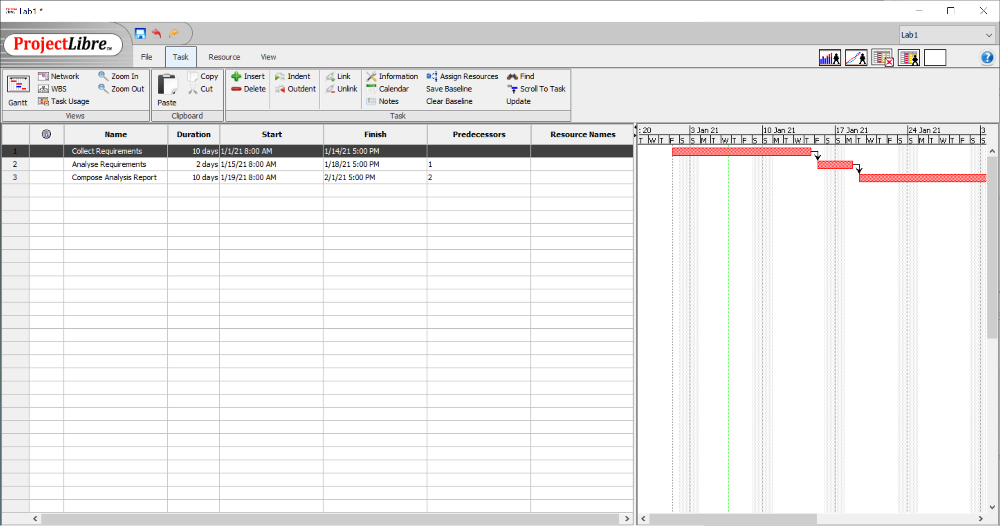 Lab1 *
ProjectLibre™
Lab1
File Task Resource View
Gantt
Network
WBS
Task Usage
Zoom In
Zoom Out
Views
Paste
Copy
Cut
Clipboard
Insert
Delete
Indent
Outdent
Link
Unlink
Information
Calendar
Notes
Assign Resources
Save Baseline
Clear Baseline
Find
Scroll To Task
Update
Task
Name Duration Start Finish Predecessors Resource Names
1 Collect Requirements 10 days 1/1/21 8:00 AM 1/14/21 5:00 PM
2 Analyse Requirements 2 days 1/15/21 8:00 AM 1/18/21 5:00 PM 1
3 Compose Analysis Report 10 days 1/19/21 8:00 AM 2/1/21 5:00 PM 2
: 20 3 Jan 21 10 Jan 21 17 Jan 21 24 Jan 21 3
T W T F S S M T W T F S S M T W T F S S M T W T F S S M T W T F S S